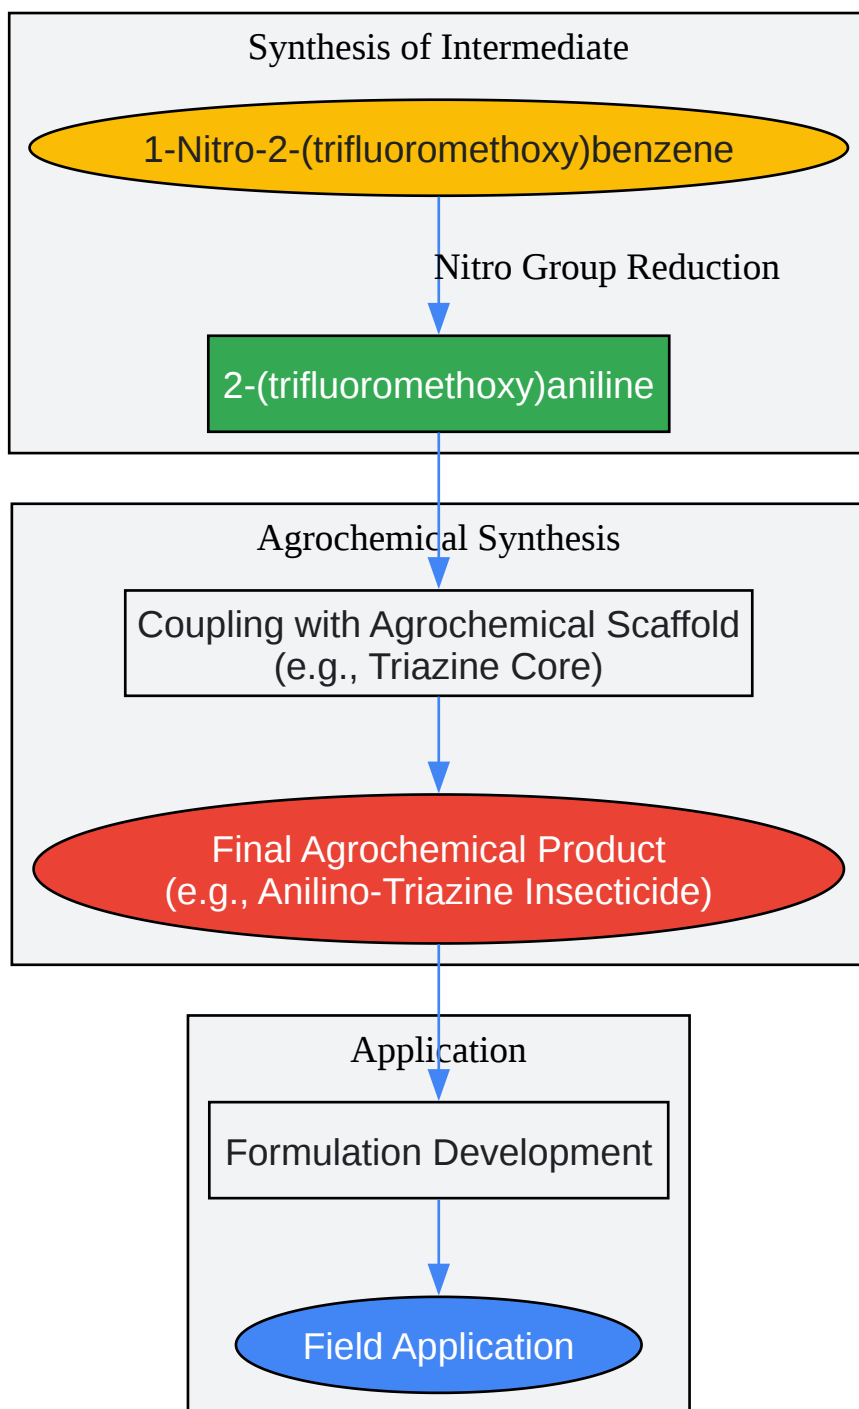 Synthesis of Intermediate
1-Nitro-2-(trifluoromethoxy)benzene
Nitro Group Reduction
2-(trifluoromethoxy)aniline
Agrochemical Synthesis
Coupling with Agrochemical Scaffold
(e.g., Triazine Core)
Final Agrochemical Product
(e.g., Anilino-Triazine Insecticide)
Application
Formulation Development
Field Application